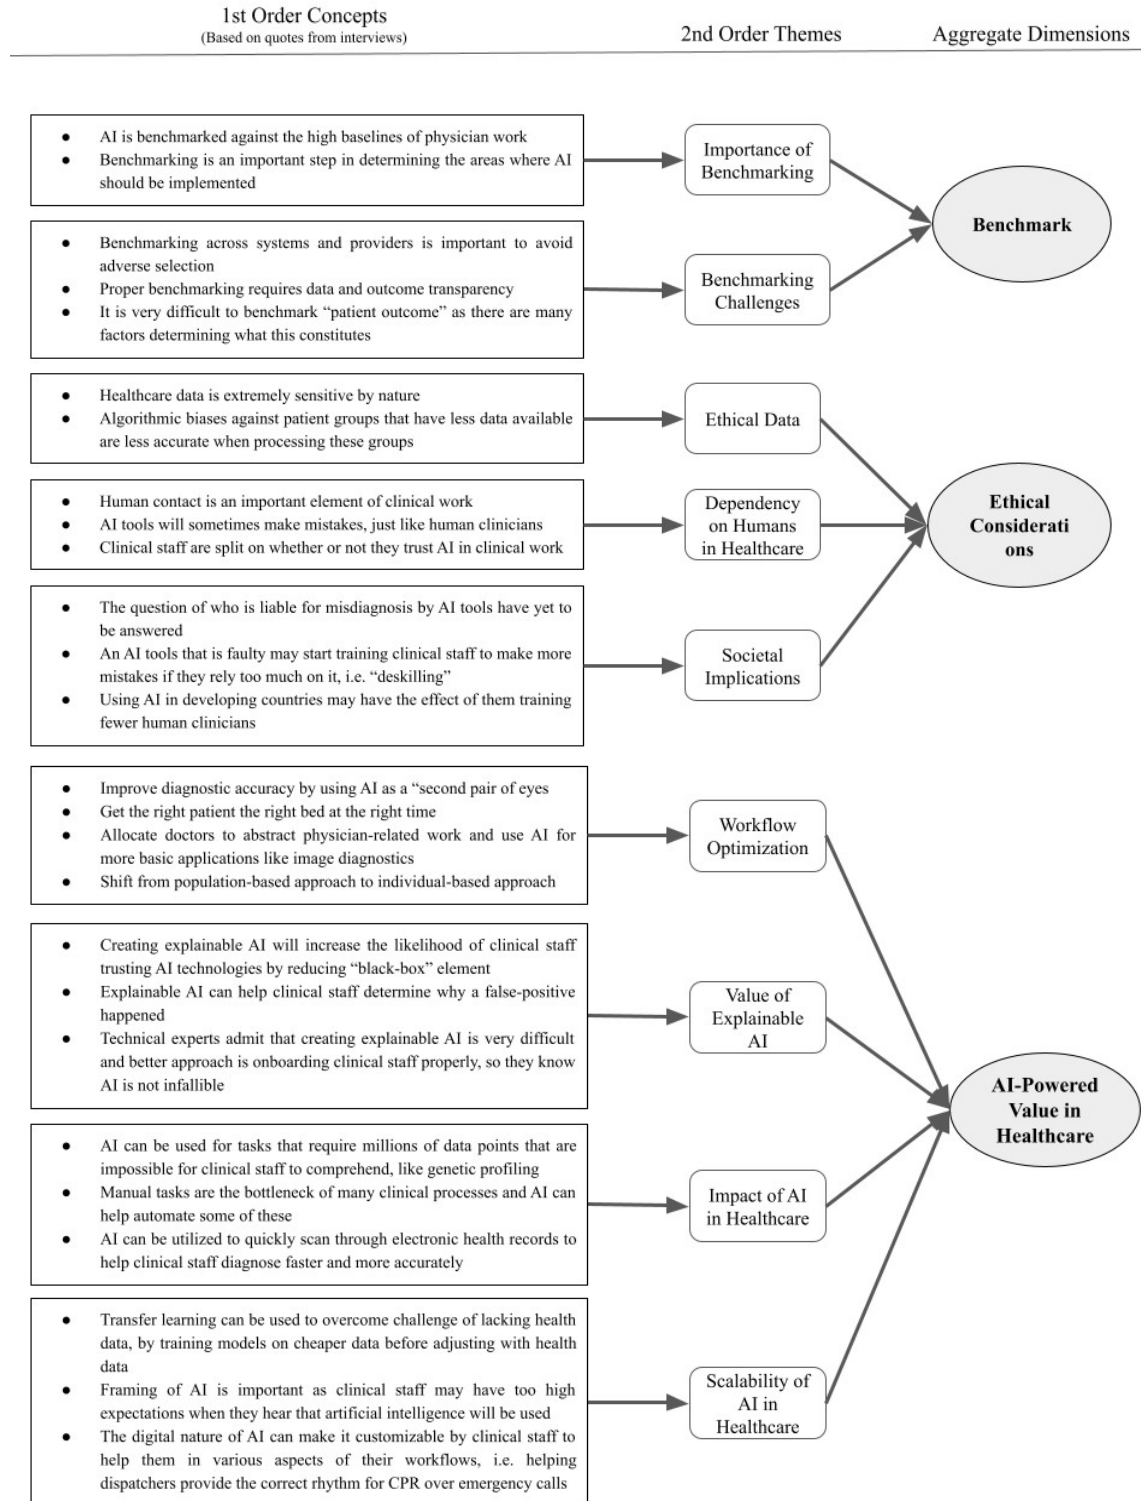 1st Order Concepts
(Based on quotes from interviews)
2nd Order Themes
Aggregate Dimensions
● AI is benchmarked against the high baselines of physician work
● Benchmarking is an important step in determining the areas where AI
should be implemented
Importance of
Benchmarking
● Benchmarking across systems and providers is important to avoid
adverse selection
● Proper benchmarking requires data and outcome transparency
● It is very difficult to benchmark “patient outcome” as there are many
factors determining what this constitutes
Benchmarking
Challenges
Benchmark
● Healthcare data is extremely sensitive by nature
● Algorithmic biases against patient groups that have less data available
are less accurate when processing these groups
Ethical Data
● Human contact is an important element of clinical work
● AI tools will sometimes make mistakes, just like human clinicians
● Clinical staff are split on whether or not they trust AI in clinical work
Dependency
on Humans
in Healthcare
Ethical
Considerati
ons
● The question of who is liable for misdiagnosis by AI tools have yet to
be answered
● An AI tools that is faulty may start training clinical staff to make more
mistakes if they rely too much on it, i.e. “deskilling”
● Using AI in developing countries may have the effect of them training
fewer human clinicians
Societal
Implications
● Improve diagnostic accuracy by using AI as a “second pair of eyes
● Get the right patient the right bed at the right time
● Allocate doctors to abstract physician-related work and use AI for
more basic applications like image diagnostics
● Shift from population-based approach to individual-based approach
Workflow
Optimization
● Creating explainable AI will increase the likelihood of clinical staff
trusting AI technologies by reducing “black-box” element
● Explainable AI can help clinical staff determine why a false-positive
happened
● Technical experts admit that creating explainable AI is very difficult
and better approach is onboarding clinical staff properly, so they know
AI is not infallible
Value of
Explainable
AI
AI-Powered
Value in
Healthcare
● AI can be used for tasks that require millions of data points that are
impossible for clinical staff to comprehend, like genetic profiling
● Manual tasks are the bottleneck of many clinical processes and AI can
help automate some of these
● AI can be utilized to quickly scan through electronic health records to
help clinical staff diagnose faster and more accurately
Impact of AI
in Healthcare
● Transfer learning can be used to overcome challenge of lacking health
data, by training models on cheaper data before adjusting with health
data
● Framing of AI is important as clinical staff may have too high
expectations when they hear that artificial intelligence will be used
● The digital nature of AI can make it customizable by clinical staff to
help them in various aspects of their workflows, i.e. helping
dispatchers provide the correct rhythm for CPR over emergency calls
Scalability of
AI in
Healthcare